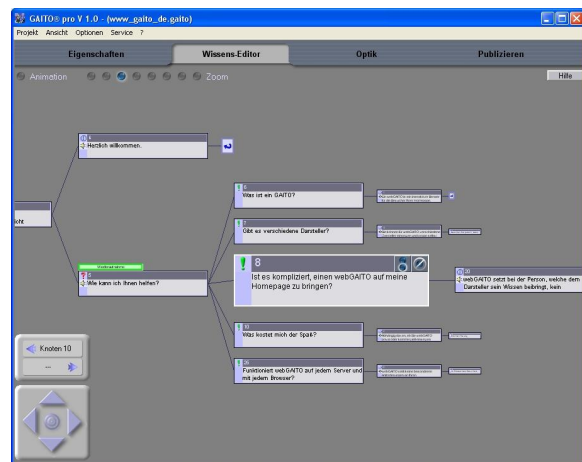 GAITO® pro V 1.0 - (www_gaito_de.gaito)
Projekt Ansicht Optionen Service ?
Eigenschaften Wissens-Editor Optik Publizieren
Animation Zoom Hilfe
Herzlich willkommen.
Was ist ein GAITO?
icht
Gibt es verschiedene Darsteller?
8
Ist es kompliziert, einen webGAITO auf meine
Homepage zu bringen?
20
webGAITO setzt bei der Person, welche dem
Darsteller sein Wissen beibringt, kein
Wie kann ich Ihnen helfen?
10
Was kostet mich der Spaß?
Knoten 10
--
Funktioniert webGAITO auf jedem Server und
mit jedem Browser?